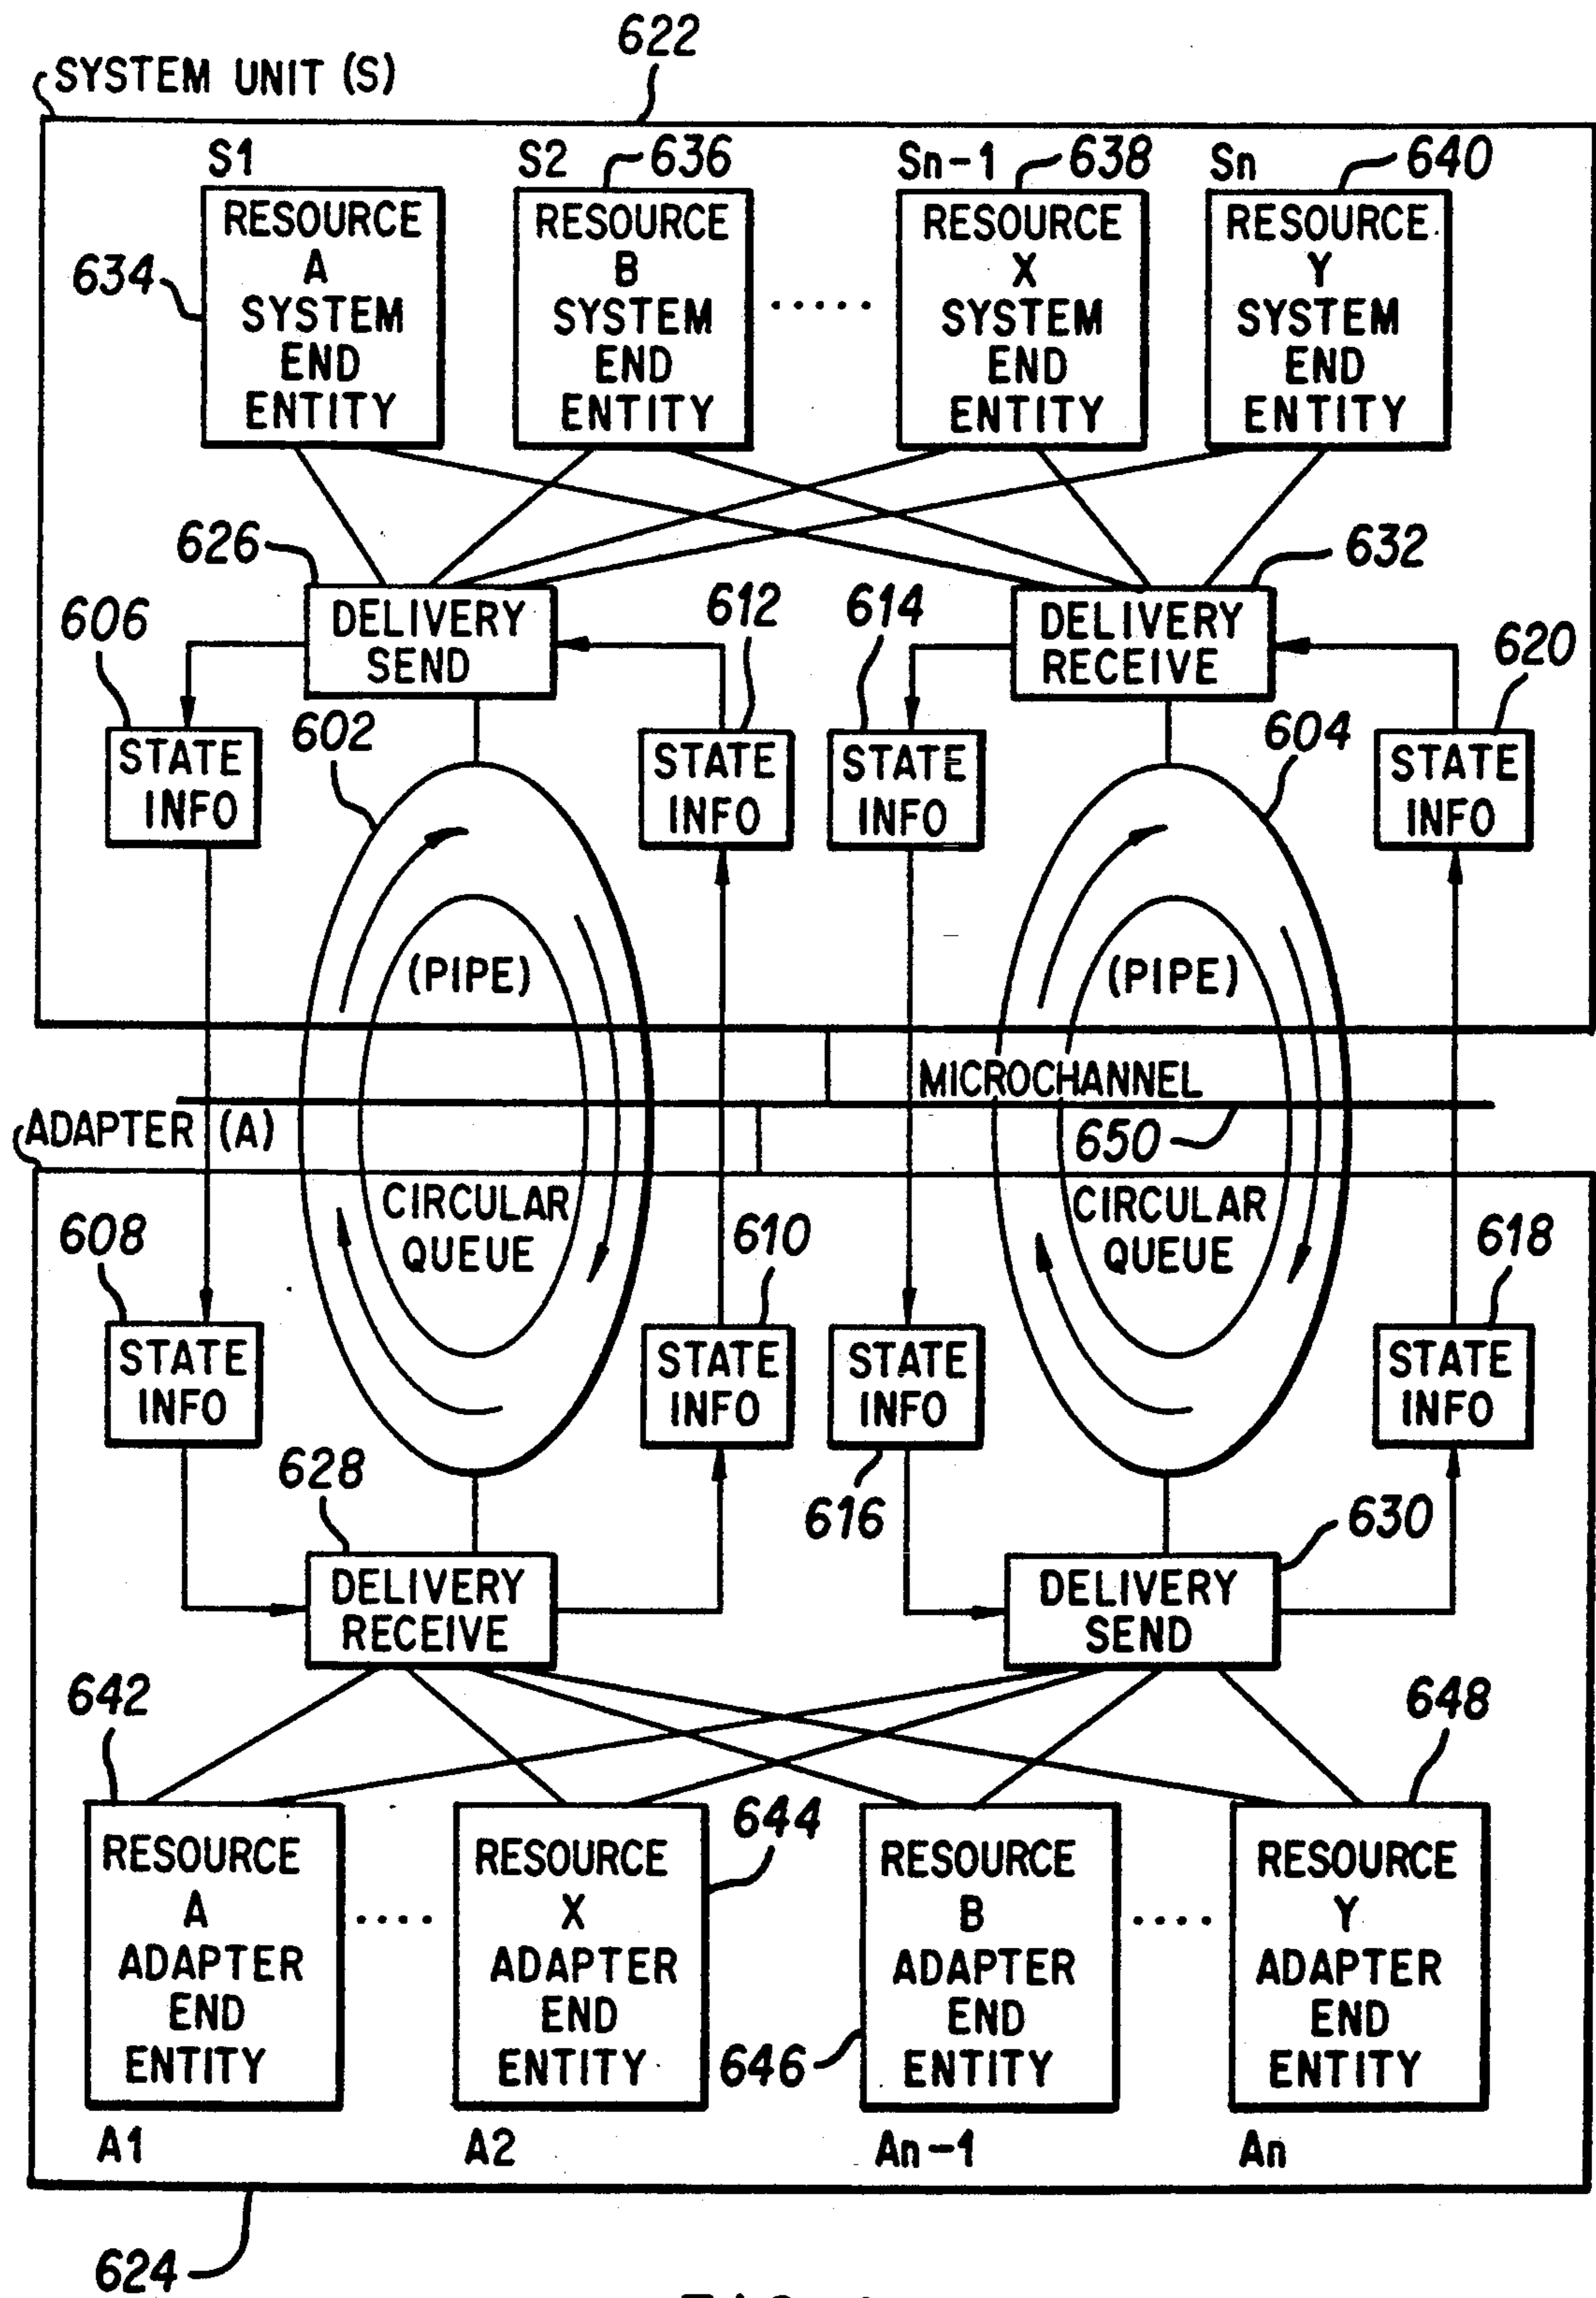 622
SYSTEM UNIT (S)
S1
S2
636
Sn-1
638
Sn
640
634
RESOURCE
A
SYSTEM
END
ENTITY
RESOURCE
B
SYSTEM
END
ENTITY
.....
RESOURCE
X
SYSTEM
END
ENTITY
RESOURCE
Y
SYSTEM
END
ENTITY
626
632
606
DELIVERY
SEND
612
614
DELIVERY
RECEIVE
620
602
604
STATE
INFO
STATE
INFO
STATE
INFO
STATE
INFO
(PIPE)
(PIPE)
MICROCHANNEL
ADAPTER (A)
650
CIRCULAR
QUEUE
CIRCULAR
QUEUE
608
610
618
STATE
INFO
STATE
INFO
STATE
INFO
STATE
INFO
628
616
630
DELIVERY
RECEIVE
DELIVERY
SEND
642
648
644
RESOURCE
A
ADAPTER
END
ENTITY
....
RESOURCE
X
ADAPTER
END
ENTITY
646
RESOURCE
B
ADAPTER
END
ENTITY
....
RESOURCE
Y
ADAPTER
END
ENTITY
A1
A2
An-1
An
624